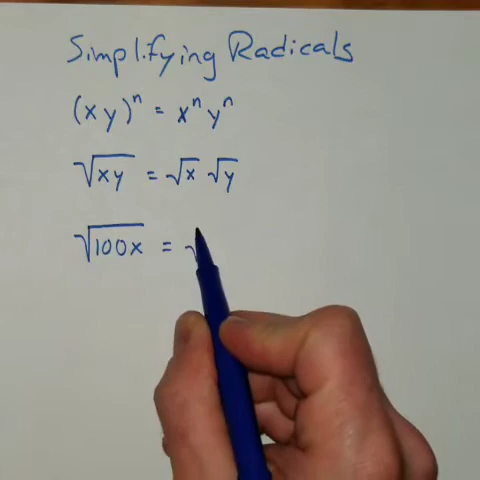 Simplifying Radicals
(xy)ⁿ = xⁿyⁿ
√xy = √x √y
√100x = √